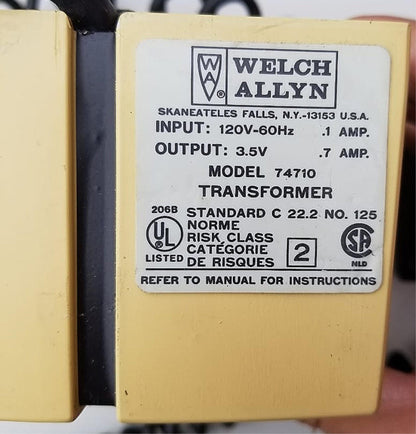 WA ®
WELCH
ALLYN
SKANEATELES FALLS, N.Y.-13153 U.S.A.
INPUT: 120V-60Hz .1 AMP.
OUTPUT: 3.5V .7 AMP.
MODEL 74710
TRANSFORMER
206B
UL ®
LISTED
STANDARD C 22.2 NO. 125
NORME
RISK CLASS
CATÉGORIE
DE RISQUES
2
SA
NLD
REFER TO MANUAL FOR INSTRUCTIONS